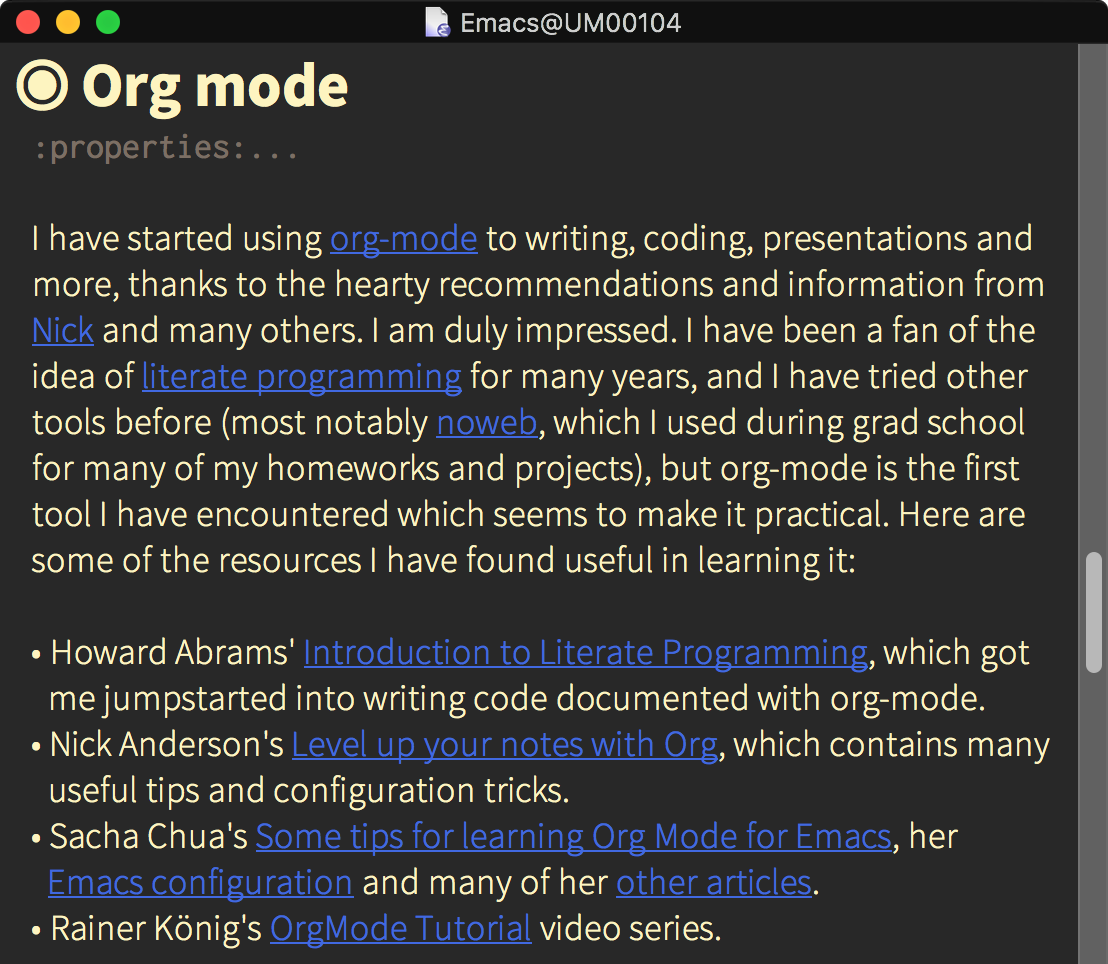 Emacs@UM00104
Org mode
:properties:...
I have started using org-mode to writing, coding, presentations and
more, thanks to the hearty recommendations and information from
Nick and many others. I am duly impressed. I have been a fan of the
idea of literate programming for many years, and I have tried other
tools before (most notably noweb, which I used during grad school
for many of my homeworks and projects), but org-mode is the first
tool I have encountered which seems to make it practical. Here are
some of the resources I have found useful in learning it:
• Howard Abrams' Introduction to Literate Programming, which got
me jumpstarted into writing code documented with org-mode.
• Nick Anderson's Level up your notes with Org, which contains many
useful tips and configuration tricks.
• Sacha Chua's Some tips for learning Org Mode for Emacs, her
Emacs configuration and many of her other articles.
• Rainer König's OrgMode Tutorial video series.